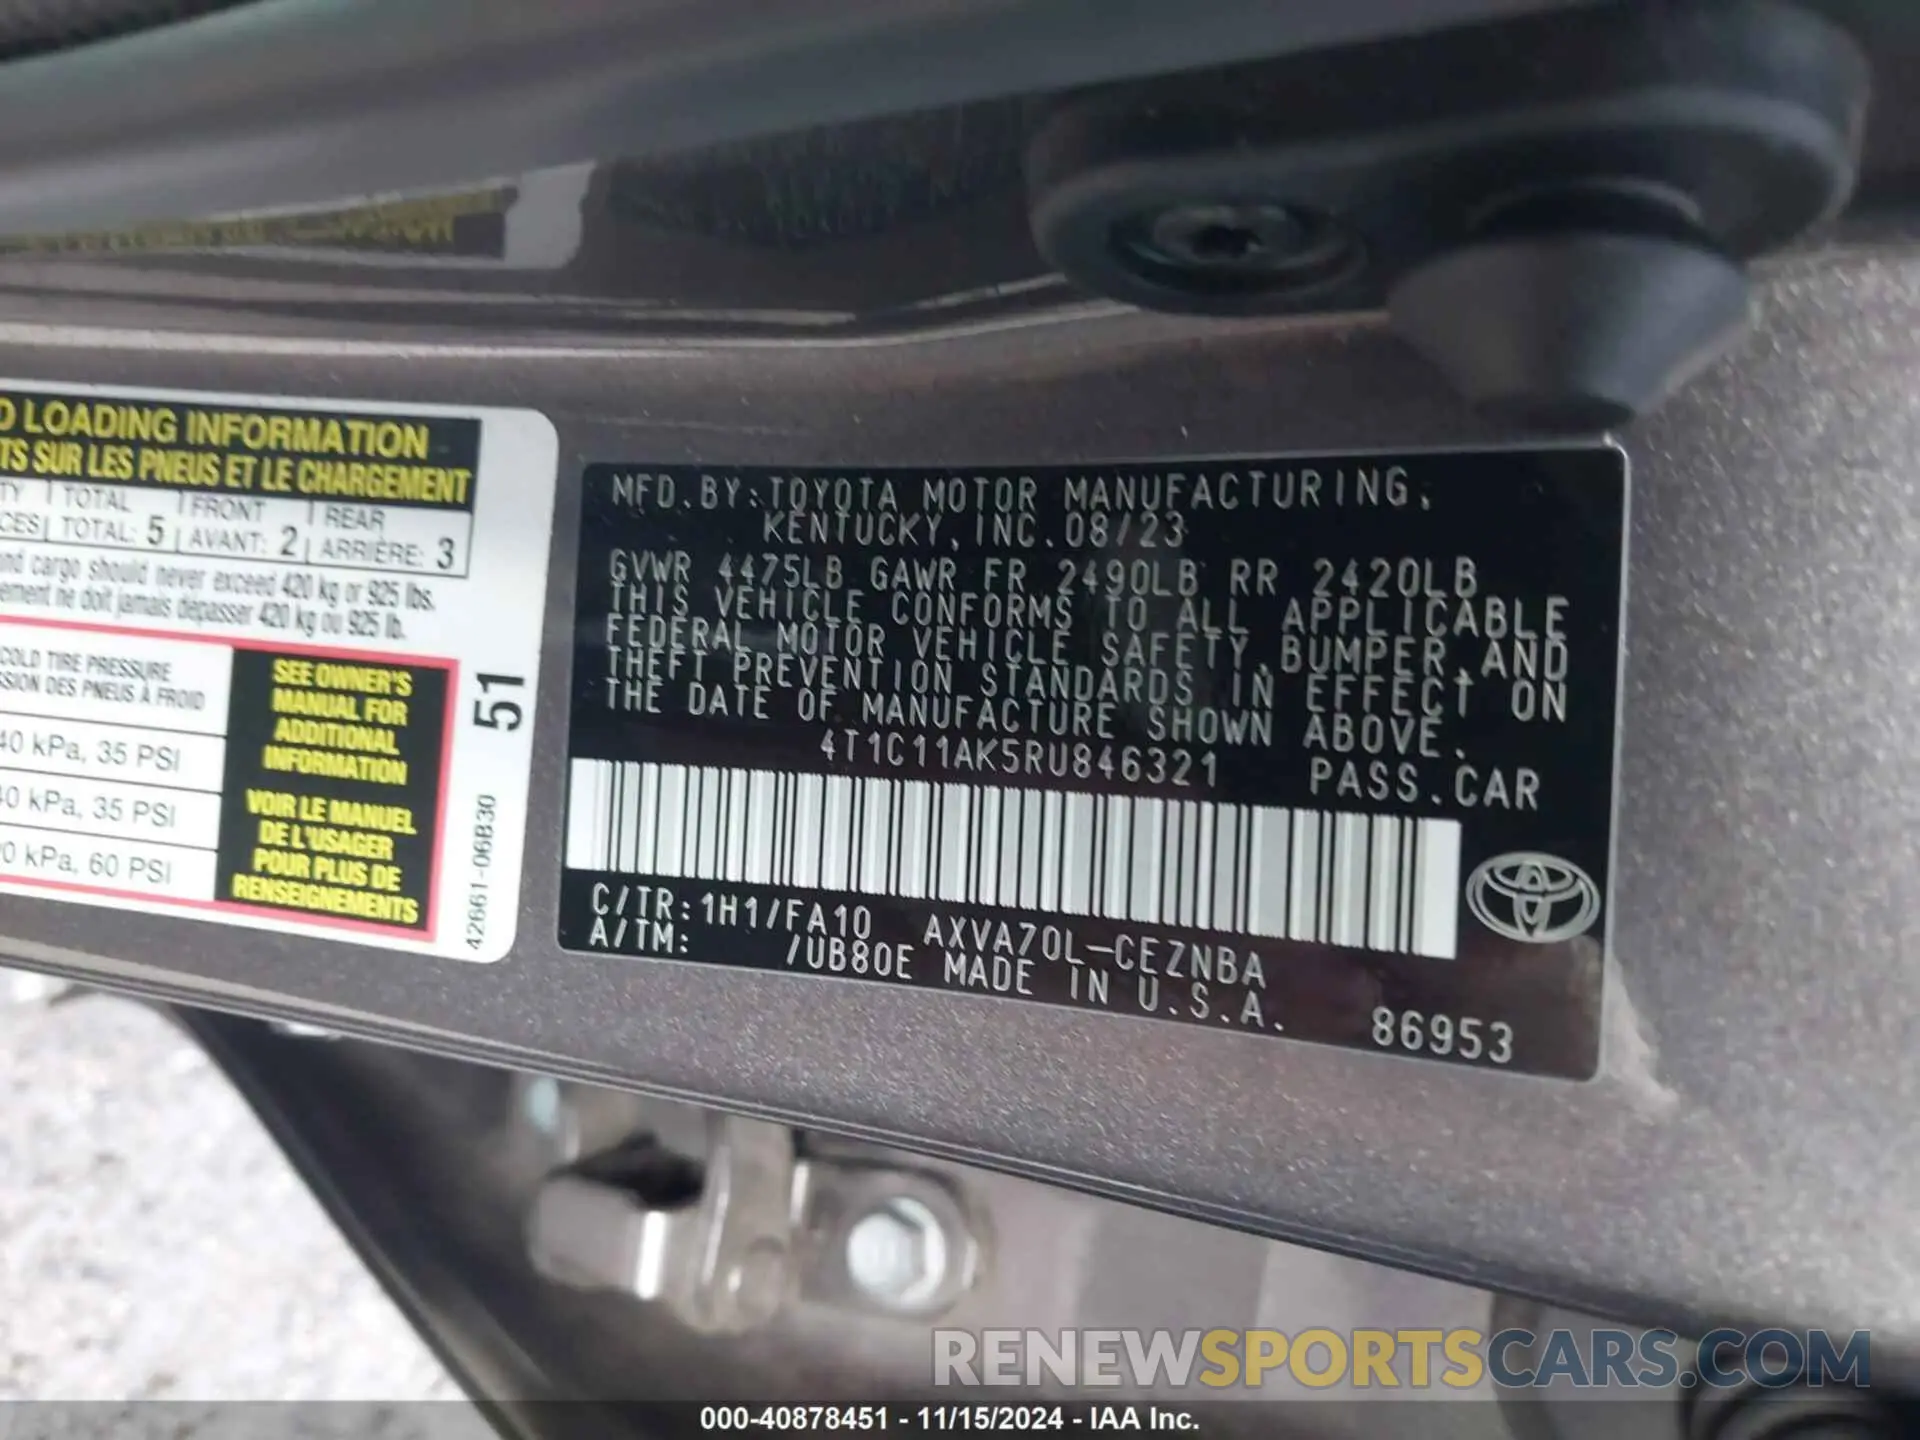 D LOADING INFORMATION
TS SUR LES PNEUS ET LE CHARGEMENT
TY TOTAL FRONT REAR
CES TOTAL: 5 AVANT: 2 ARRIÈRE: 3
nd cargo should never exceed 420 kg or 925 lbs.
ement ne doit jamais dépasser 420 kg ou 925 lb.
COLD TIRE PRESSURE
SSION DES PNEUS À FROID
40 kPa, 35 PSI
40 kPa, 35 PSI
0 kPa, 60 PSI
SEE OWNER'S
MANUAL FOR
ADDITIONAL
INFORMATION
VOIR LE MANUEL
DE L'USAGER
POUR PLUS DE
RENSEIGNEMENTS
51
42661-06B30
MFD.BY:TOYOTA MOTOR MANUFACTURING,
KENTUCKY, INC.08/23
GVWR 4475LB GAWR FR 2490LB RR 2420LB
THIS VEHICLE CONFORMS TO ALL APPLICABLE
FEDERAL MOTOR VEHICLE SAFETY,BUMPER,AND
THEFT PREVENTION STANDARDS IN EFFECT ON
THE DATE OF MANUFACTURE SHOWN ABOVE.
4T1C11AK5RU846321 PASS.CAR
C/TR:1H1/FA10 AXVA70L-CEZNBA
A/TM: /UB80E MADE IN U.S.A.
86953
RENEWSPORTSCARS.COM
000-40878451 - 11/15/2024 - IAA Inc.